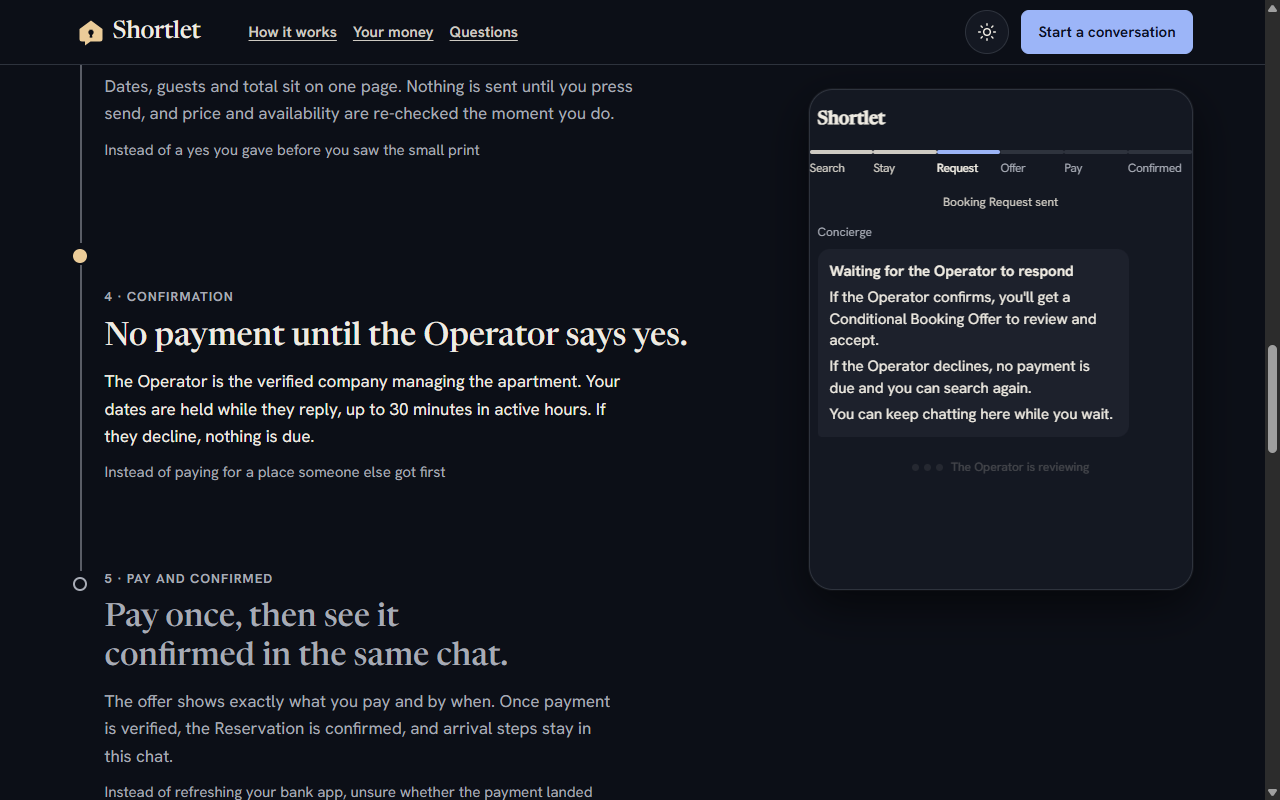 Shortlet
How it works
Your money
Questions
Start a conversation
Dates, guests and total sit on one page. Nothing is sent until you press
send, and price and availability are re-checked the moment you do.
Instead of a yes you gave before you saw the small print
4 · CONFIRMATION
No payment until the Operator says yes.
The Operator is the verified company managing the apartment. Your
dates are held while they reply, up to 30 minutes in active hours. If
they decline, nothing is due.
Instead of paying for a place someone else got first
5 · PAY AND CONFIRMED
Pay once, then see it
confirmed in the same chat.
The offer shows exactly what you pay and by when. Once payment
is verified, the Reservation is confirmed, and arrival steps stay in
this chat.
Instead of refreshing your bank app, unsure whether the payment landed
Shortlet
Search
Stay
Request
Offer
Pay
Confirmed
Booking Request sent
Concierge
Waiting for the Operator to respond
If the Operator confirms, you'll get a
Conditional Booking Offer to review and
accept.
If the Operator declines, no payment is
due and you can search again.
You can keep chatting here while you wait.
The Operator is reviewing